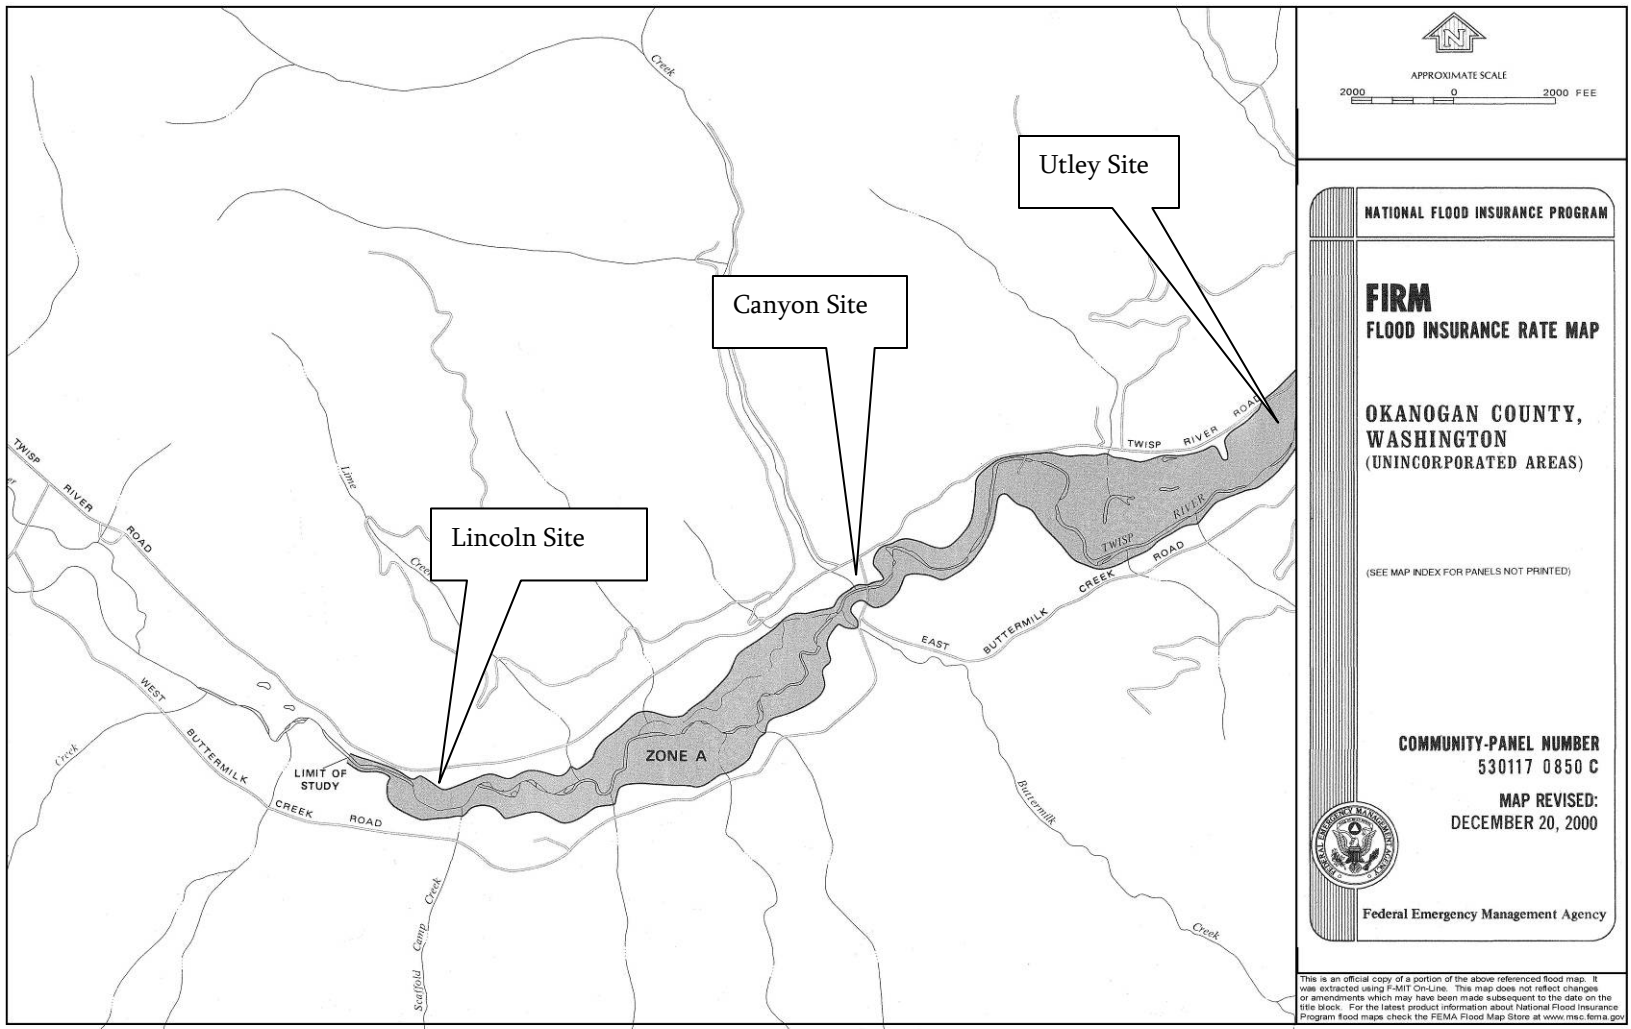 Creek
Utley Site
Canyon Site
TWISP RIVER ROAD
Lime
Creek
Lincoln Site
TWISP RIVER ROAD
TWISP RIVER
EAST BUTTERMILK CREEK ROAD
WEST BUTTERMILK CREEK ROAD
Creek
LIMIT OF
STUDY
ZONE A
Buttermilk
Creek
Scaffold Camp Creek
N
APPROXIMATE SCALE
2000 0 2000 FEE
NATIONAL FLOOD INSURANCE PROGRAM
FIRM
FLOOD INSURANCE RATE MAP
OKANOGAN COUNTY,
WASHINGTON
(UNINCORPORATED AREAS)
(SEE MAP INDEX FOR PANELS NOT PRINTED)
COMMUNITY-PANEL NUMBER
530117 0850 C
MAP REVISED:
DECEMBER 20, 2000
FEDERAL EMERGENCY MANAGEMENT AGENCY
Federal Emergency Management Agency
This is an official copy of a portion of the above referenced flood map. It
was extracted using F-MIT On-Line. This map does not reflect changes
or amendments which may have been made subsequent to the date on the
title block. For the latest product information about National Flood Insurance
Program flood maps check the FEMA Flood Map Store at www.msc.fema.gov